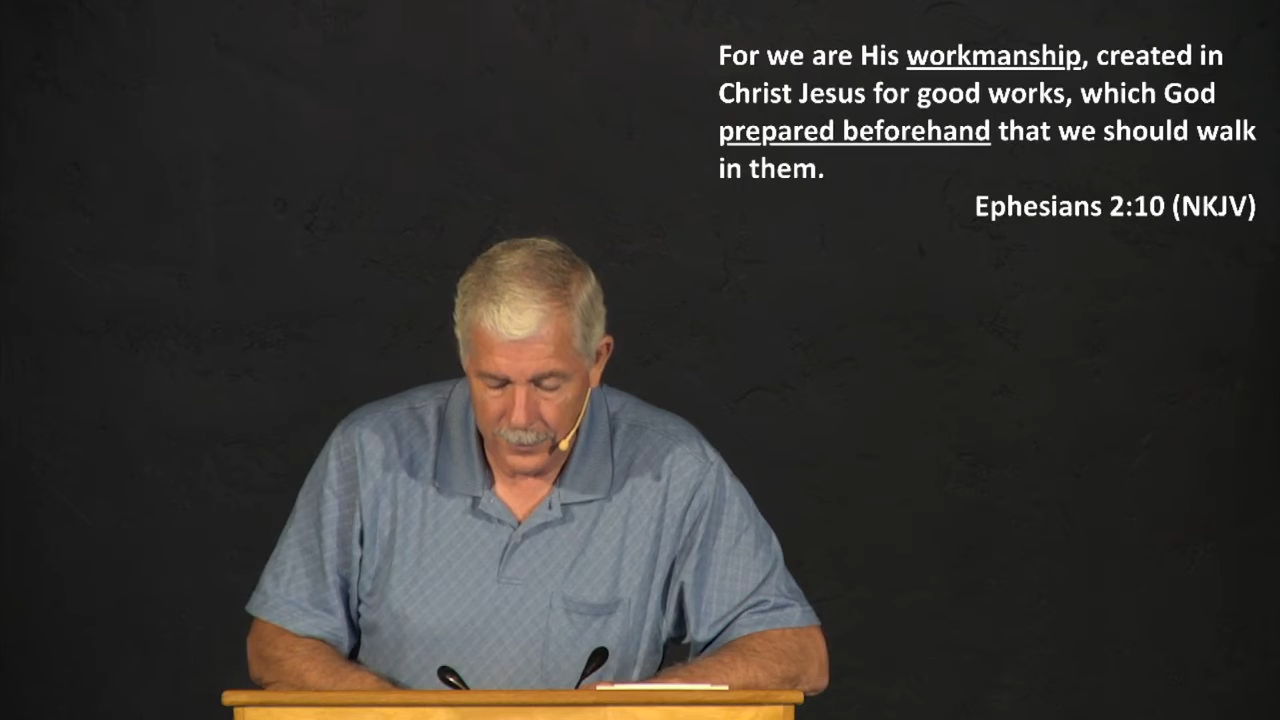 For we are His workmanship, created in
Christ Jesus for good works, which God
prepared beforehand that we should walk
in them.
Ephesians 2:10 (NKJV)